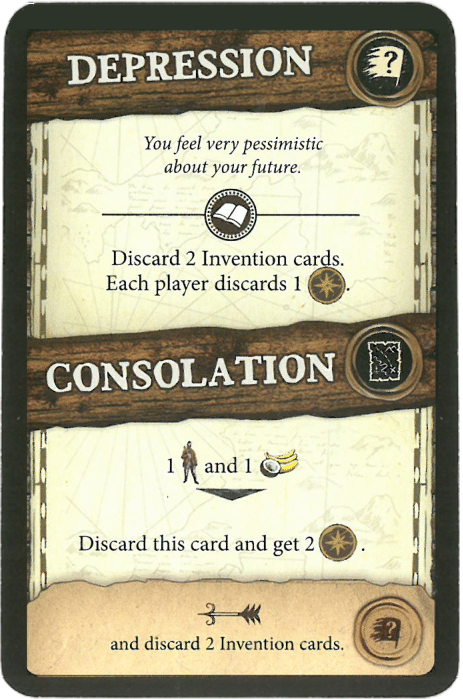 DEPRESSION
?
You feel very pessimistic
about your future.
Discard 2 Invention cards.
Each player discards 1 .
CONSOLATION
1 and 1
Discard this card and get 2 .
and discard 2 Invention cards.
?